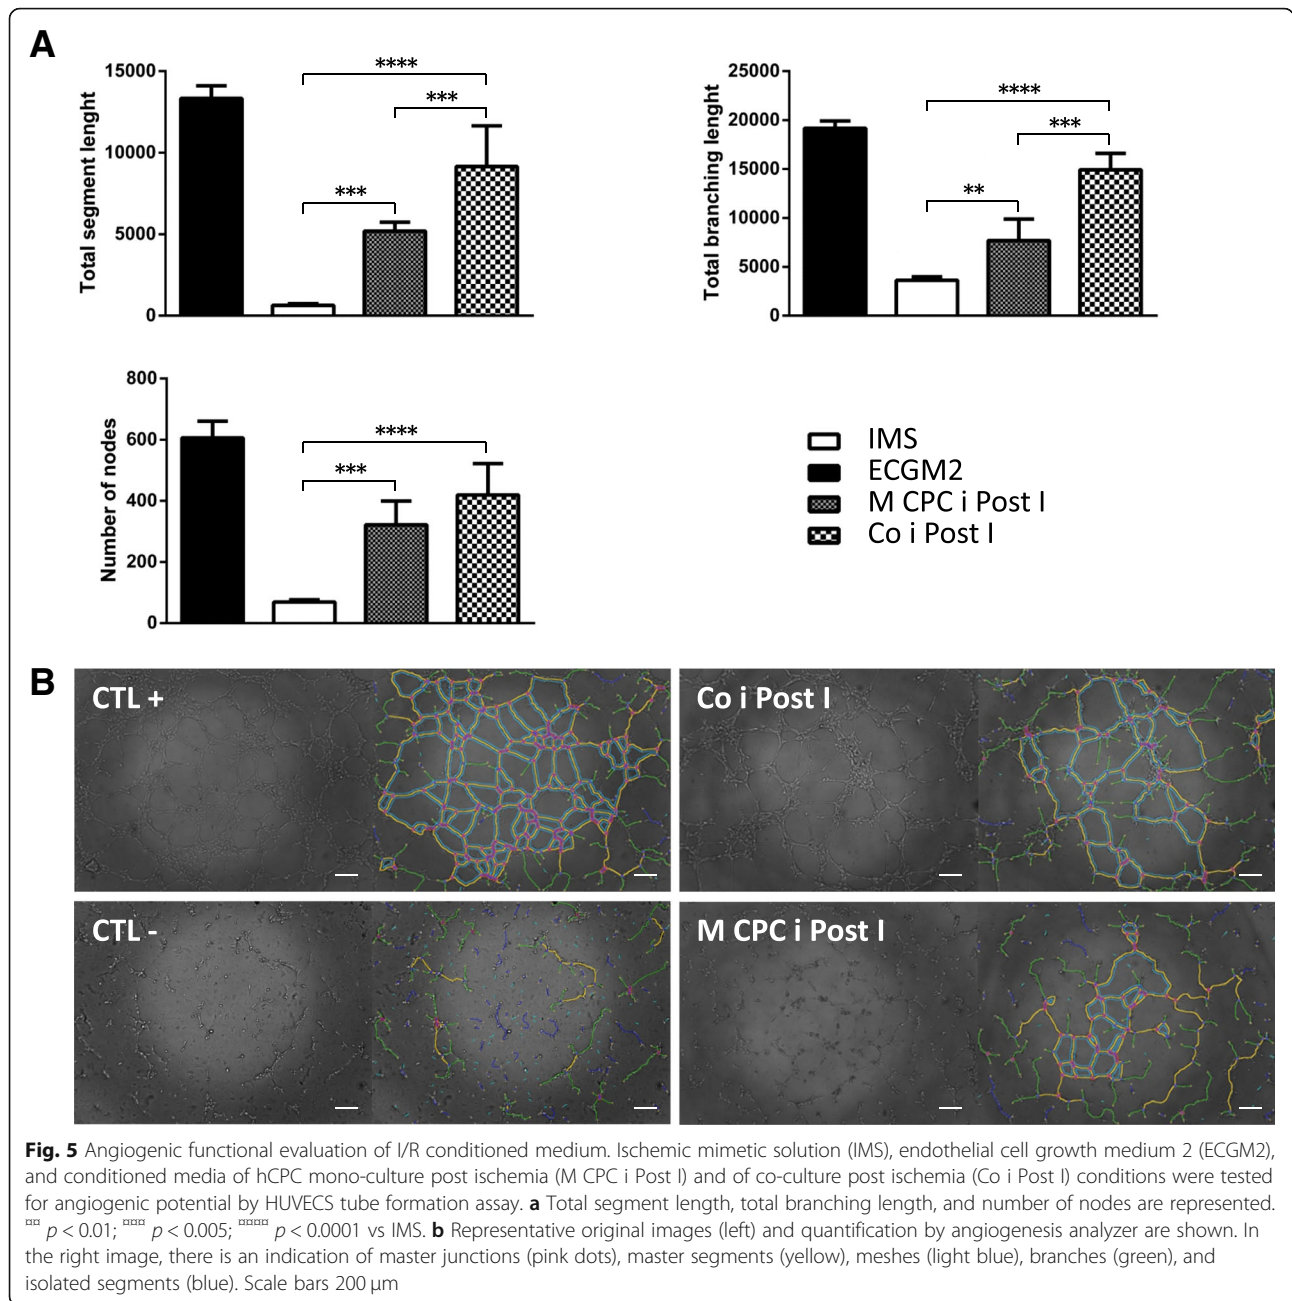 A
Total segment lenght
15000
10000
5000
0
****
***
***
Total branching lenght
25000
20000
15000
10000
5000
0
****
***
**
Number of nodes
800
600
400
200
0
****
***
IMS
ECGM2
M CPC i Post I
Co i Post I
B
CTL +
Co i Post I
CTL -
M CPC i Post I
Fig. 5 Angiogenic functional evaluation of I/R conditioned medium. Ischemic mimetic solution (IMS), endothelial cell growth medium 2 (ECGM2),
and conditioned media of hCPC mono-culture post ischemia (M CPC i Post I) and of co-culture post ischemia (Co i Post I) conditions were tested
for angiogenic potential by HUVECS tube formation assay. a Total segment length, total branching length, and number of nodes are represented.
¤¤ p < 0.01; ¤¤¤ p < 0.005; ¤¤¤¤ p < 0.0001 vs IMS. b Representative original images (left) and quantification by angiogenesis analyzer are shown. In
the right image, there is an indication of master junctions (pink dots), master segments (yellow), meshes (light blue), branches (green), and
isolated segments (blue). Scale bars 200 μm